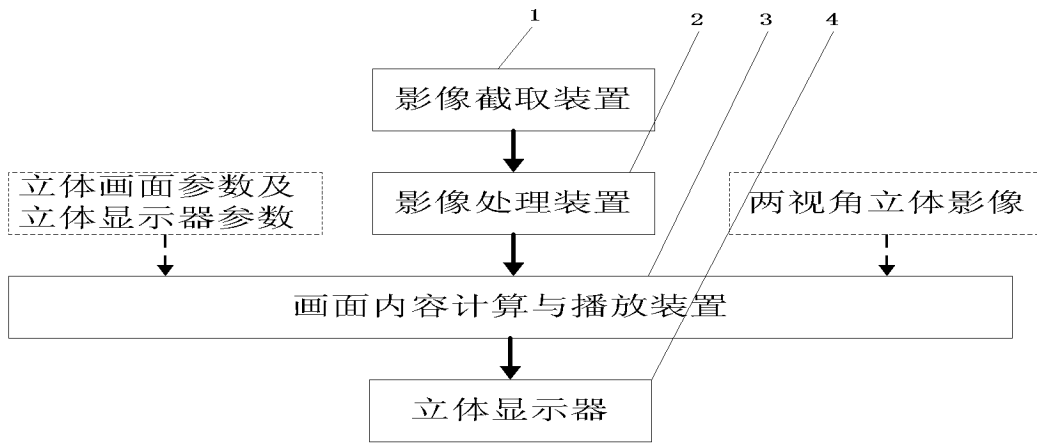 1
2
3
4
影像截取装置
立体画面参数及
立体显示器参数
影像处理装置
两视角立体影像
画面内容计算与播放装置
立体显示器